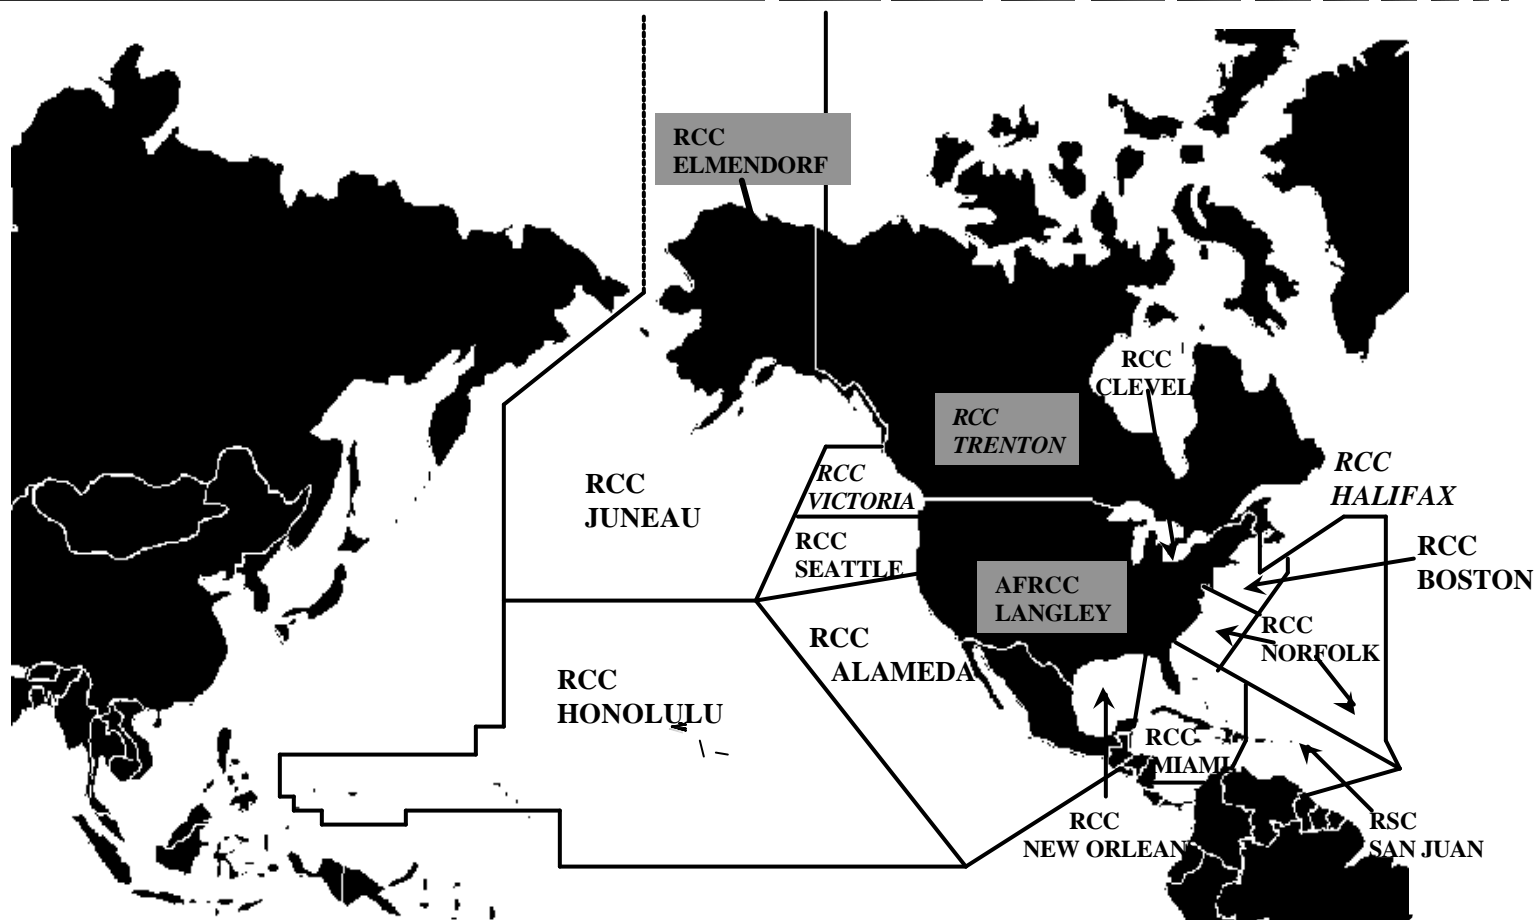 RCC
ELMENDORF
RCC
CLEVEL
RCC
TRENTON
RCC
HALIFAX
RCC
VICTORIA
RCC
JUNEAU
RCC
SEATTLE
RCC
BOSTON
AFRCC
LANGLEY
RCC
NORFOLK
RCC
ALAMEDA
RCC
HONOLULU
RCC
MIAMI
RCC
NEW ORLEAN
RSC
SAN JUAN